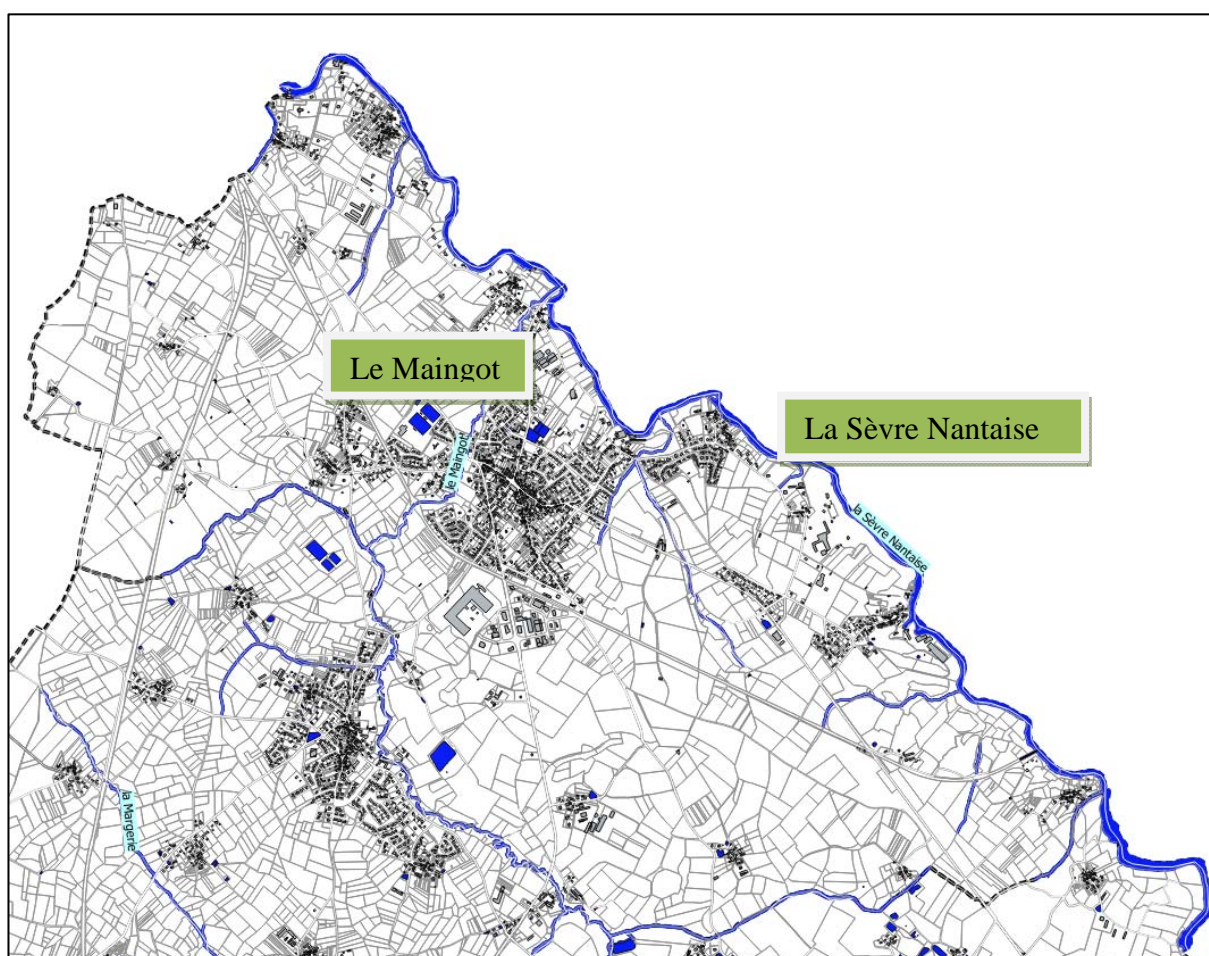 Le Maingot
La Sèvre Nantaise
le Maingot
la Sèvre Nantaise
la Margerie